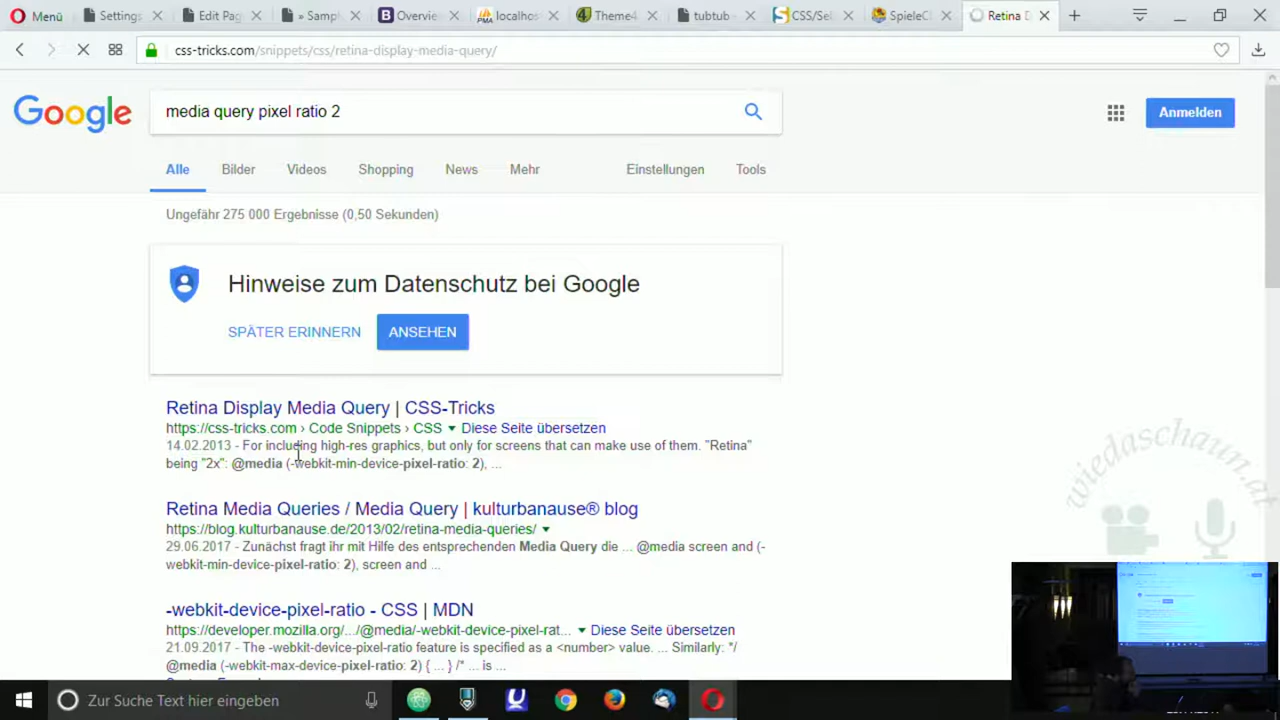 Menü
Settings
Edit Pag
» Samp
Overvie
localhos
Theme4
tubtub -
CSS/Se
SpieleCl
Retina D
css-tricks.com/snippets/css/retina-display-media-query/
Google
media query pixel ratio 2
Anmelden
Alle
Bilder
Videos
Shopping
News
Mehr
Einstellungen
Tools
Ungefähr 275 000 Ergebnisse (0,50 Sekunden)
Hinweise zum Datenschutz bei Google
SPÄTER ERINNERN
ANSEHEN
Retina Display Media Query | CSS-Tricks
https://css-tricks.com › Code Snippets › CSS ▼ Diese Seite übersetzen
14.02.2013 - For including high-res graphics, but only for screens that can make use of them. "Retina"
being "2x": @media (-webkit-min-device-pixel-ratio: 2), ...
Retina Media Queries / Media Query | kulturbanause® blog
https://blog.kulturbanause.de/2013/02/retina-media-queries/ ▼
29.06.2017 - Zunächst fragt ihr mit Hilfe des entsprechenden Media Query die ... @media screen and (-
webkit-min-device-pixel-ratio: 2), screen and ...
-webkit-device-pixel-ratio - CSS | MDN
https://developer.mozilla.org/.../@media/-webkit-device-pixel-rat... ▼ Diese Seite übersetzen
21.09.2017 - The -webkit-device-pixel-ratio feature is specified as a <number> value. ... Similarly: */
@media (-webkit-max-device-pixel-ratio: 2) { ... } /* ... is ...
wiedaschaun.at
Zur Suche Text hier eingeben